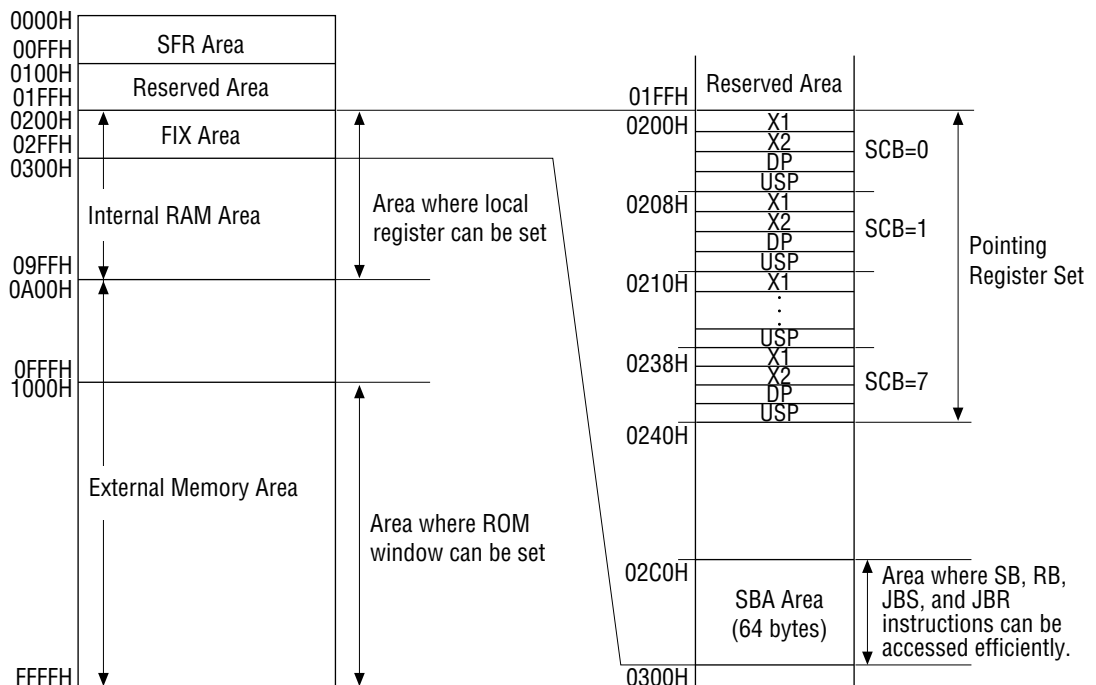 0000H
00FFH
SFR Area
0100H
01FFH
Reserved Area
0200H
02FFH
FIX Area
0300H
Internal RAM Area
Area where local
register can be set
09FFH
0A00H
0FFFH
1000H
External Memory Area
Area where ROM
window can be set
FFFFH
Reserved Area
01FFH
0200H
X1
X2
DP
USP
SCB=0
0208H
X1
X2
DP
USP
SCB=1
0210H
X1
USP
0238H
X1
X2
DP
USP
SCB=7
0240H
Pointing
Register Set
02C0H
SBA Area
(64 bytes)
Area where SB, RB,
JBS, and JBR
instructions can be
accessed efficiently.
0300H